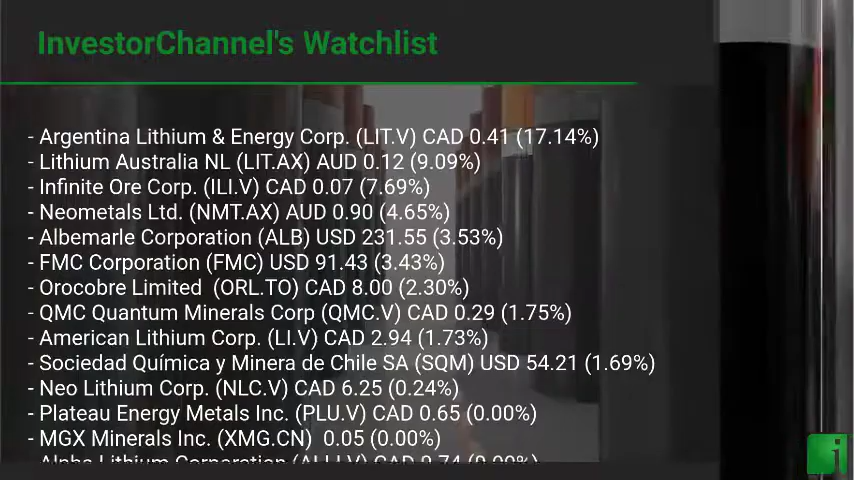 InvestorChannel's Watchlist
- Argentina Lithium & Energy Corp. (LIT.V) CAD 0.41 (17.14%)
- Lithium Australia NL (LIT.AX) AUD 0.12 (9.09%)
- Infinite Ore Corp. (ILI.V) CAD 0.07 (7.69%)
- Neometals Ltd. (NMT.AX) AUD 0.90 (4.65%)
- Albemarle Corporation (ALB) USD 231.55 (3.53%)
- FMC Corporation (FMC) USD 91.43 (3.43%)
- Orocobre Limited  (ORL.TO) CAD 8.00 (2.30%)
- QMC Quantum Minerals Corp (QMC.V) CAD 0.29 (1.75%)
- American Lithium Corp. (LI.V) CAD 2.94 (1.73%)
- Sociedad Química y Minera de Chile SA (SQM) USD 54.21 (1.69%)
- Neo Lithium Corp. (NLC.V) CAD 6.25 (0.24%)
- Plateau Energy Metals Inc. (PLU.V) CAD 0.65 (0.00%)
- MGX Minerals Inc. (XMG.CN)  0.05 (0.00%)
- Alpha Lithium Corporation CAD
i